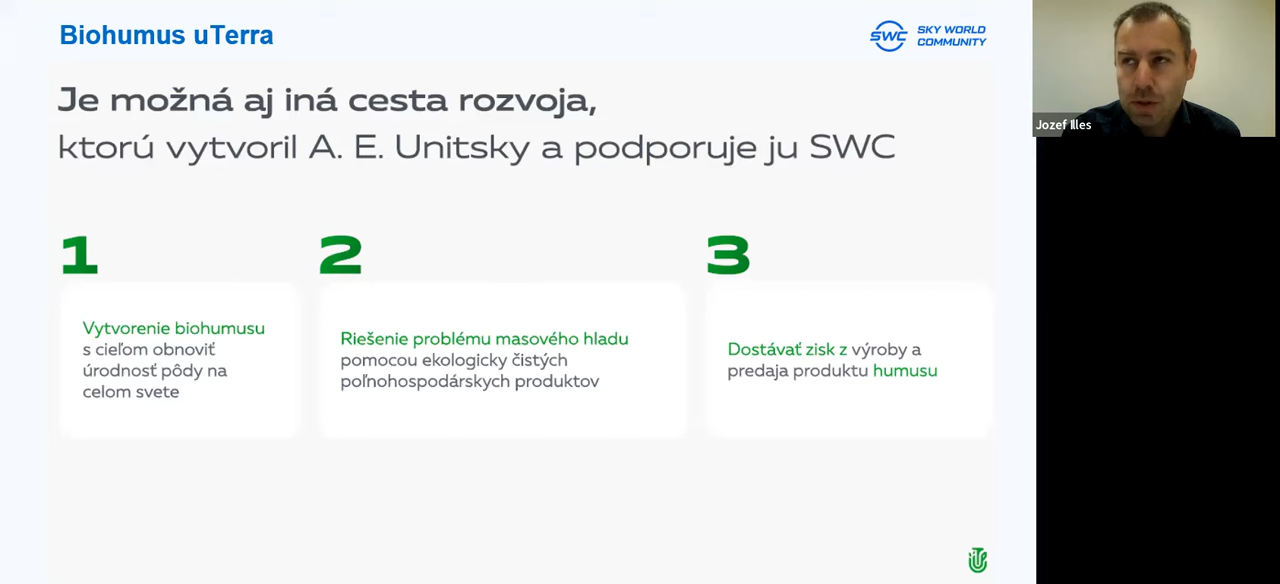 Biohumus uTerra
SWC SKY WORLD
COMMUNITY
Jozef Illes
Je možná aj iná cesta rozvoja,
ktorú vytvoril A. E. Unitsky a podporuje ju SWC
1
Vytvorenie biohumusu
s cieľom obnoviť
úrodnosť pôdy na
celom svete
2
Riešenie problému masového hladu
pomocou ekologicky čistých
poľnohospodárskych produktov
3
Dostávať zisk z výroby a
predaja produktu humusu